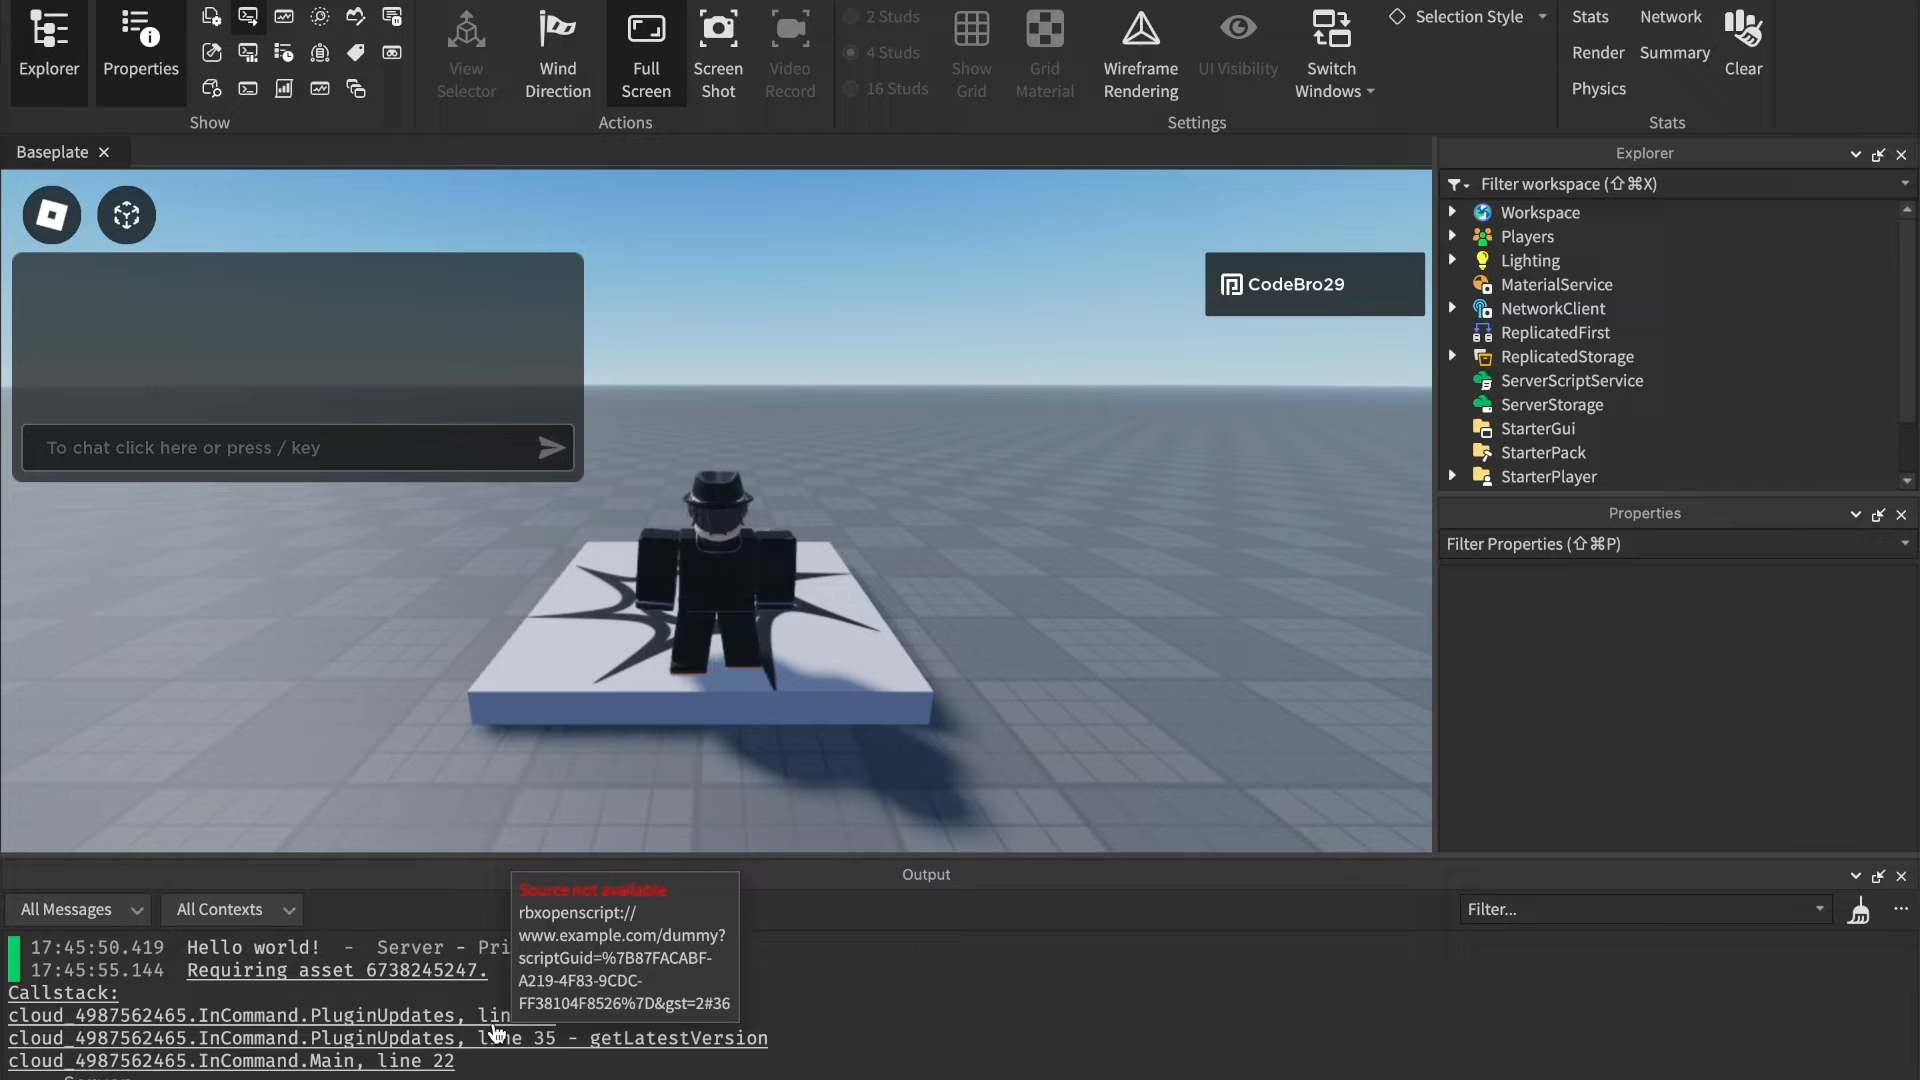 Explorer
Properties
Show
View
Selector
Wind
Direction
Full
Screen
Screen
Shot
Video
Record
Actions
2 Studs
4 Studs
16 Studs
Show
Grid
Grid
Material
Wireframe
Rendering
UI Visibility
Switch
Windows
Settings
Selection Style
Stats
Network
Render
Summary
Physics
Clear
Stats
Baseplate
To chat click here or press / key
CodeBro29
Explorer
Filter workspace (⇧⌘X)
Workspace
Players
Lighting
MaterialService
NetworkClient
ReplicatedFirst
ReplicatedStorage
ServerScriptService
ServerStorage
StarterGui
StarterPack
StarterPlayer
Properties
Filter Properties (⇧⌘P)
Output
All Messages
All Contexts
Filter...
Source not available
rbxopenscript://
www.example.com/dummy?
scriptGuid=%7B87FACABF-
A219-4F83-9CDC-
FF38104F8526%7D&gst=2#36
17:45:50.419 Hello world! - Server - Pri
17:45:55.144 Requiring asset 6738245247.
Callstack:
cloud_4987562465.InCommand.PluginUpdates, lin
cloud_4987562465.InCommand.PluginUpdates, line 35 - getLatestVersion
cloud_4987562465.InCommand.Main, line 22